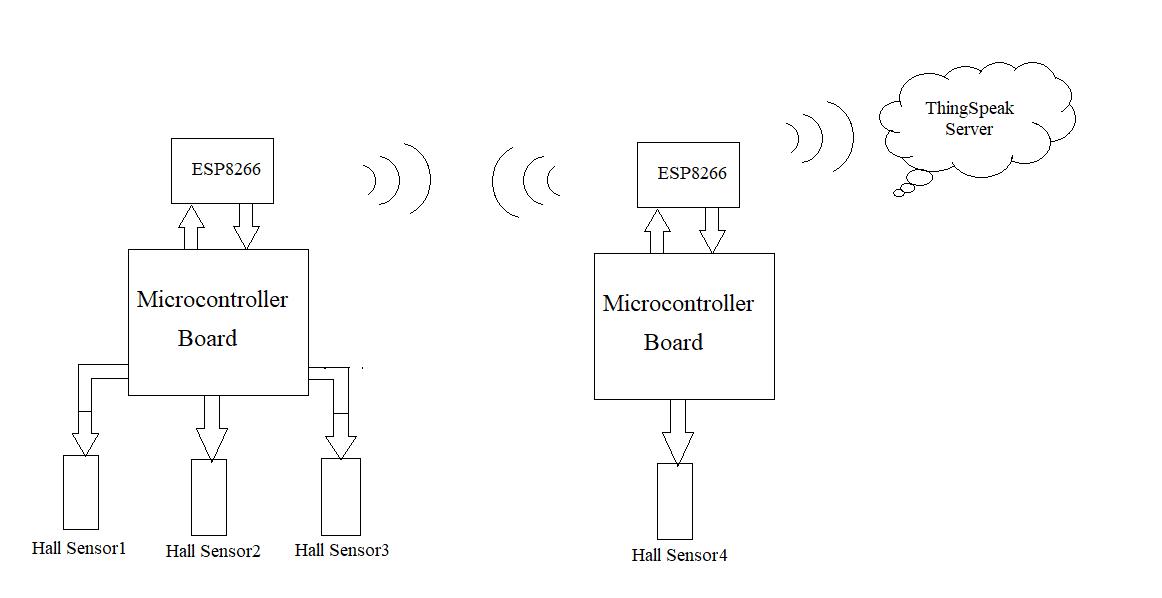 ThingSpeak
Server
ESP8266
ESP8266
Microcontroller
Board
Microcontroller
Board
Hall Sensor1
Hall Sensor2
Hall Sensor3
Hall Sensor4